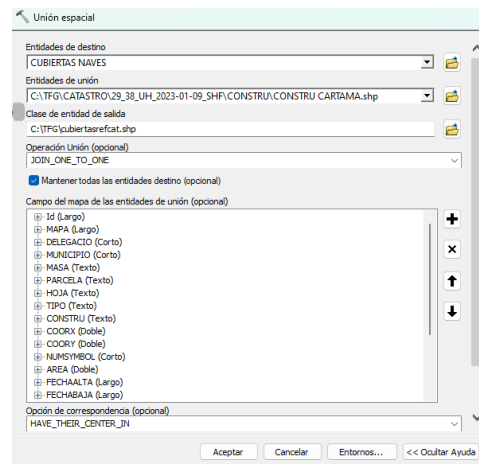 Unión espacial
Entidades de destino
CUBIERTAS NAVES
Entidades de unión
C:\TFG\CATASTRO\29_38_UH_2023-01-09_SHF\CONSTRU\CONSTRU CARTAMA.shp
Clase de entidad de salida
C:\TFG\cubiertasrefcat.shp
Operación Unión (opcional)
JOIN_ONE_TO_ONE
Mantener todas las entidades destino (opcional)
Campo del mapa de las entidades de unión (opcional)
Id (Largo)
MAPA (Largo)
DELEGACIO (Corto)
MUNICIPIO (Corto)
MASA (Texto)
PARCELA (Texto)
HOJA (Texto)
TIPO (Texto)
CONSTRU (Texto)
COORX (Doble)
COORY (Doble)
NUMSYMBOL (Corto)
AREA (Doble)
FECHAALTA (Largo)
FECHABAJA (Largo)
Opción de correspondencia (opcional)
HAVE_THEIR_CENTER_IN
Aceptar Cancelar Entornos... << Ocultar Ayuda